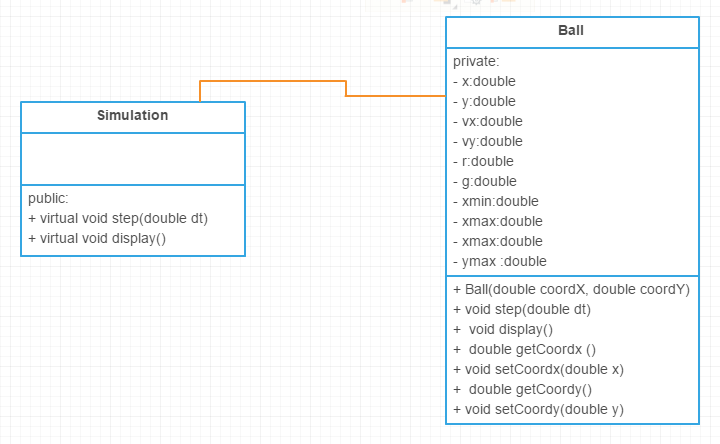 Simulation
public:
+ virtual void step(double dt)
+ virtual void display()
Ball
private:
- x:double
- y:double
- vx:double
- vy:double
- r:double
- g:double
- xmin:double
- xmax:double
- xmax:double
- ymax :double
+ Ball(double coordX, double coordY)
+ void step(double dt)
+  void display()
+  double getCoordx ()
+ void setCoordx(double x)
+  double getCoordy()
+ void setCoordy(double y)